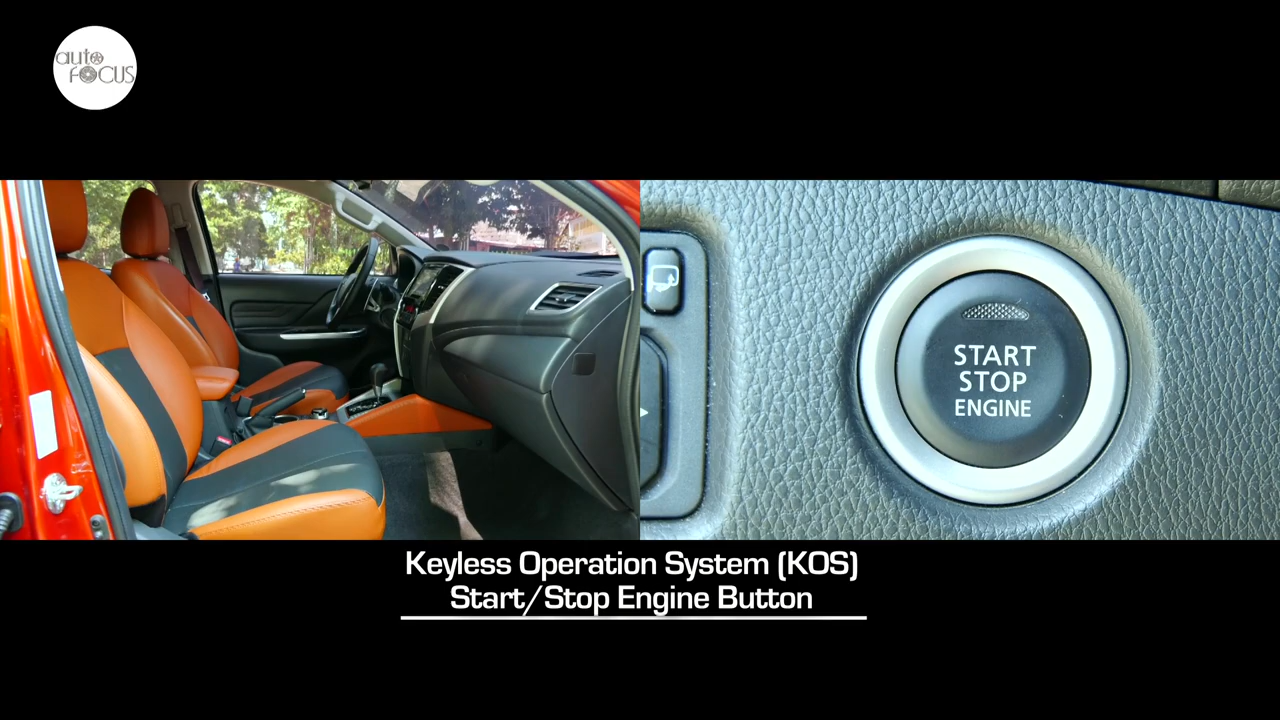 auto
FOCUS
START
STOP
ENGINE
Keyless Operation System (KOS)
Start/Stop Engine Button